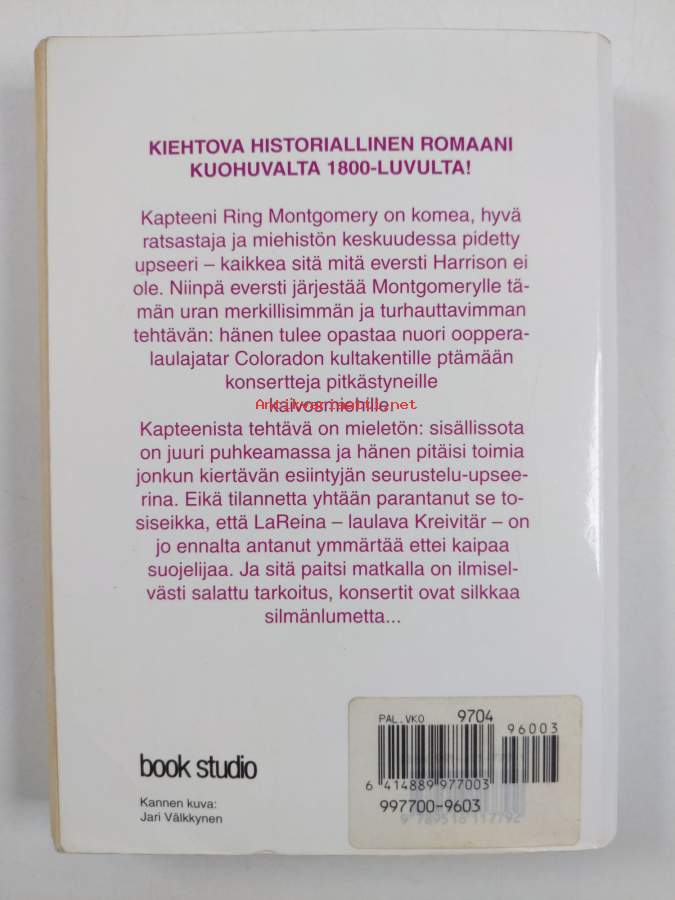 KIEHTOVA HISTORIALLINEN ROMAANI
KUOHUVALTA 1800-LUVULTA!
Kapteeni Ring Montgomery on komea, hyvä
ratsastaja ja miehistön keskuudessa pidetty
upseeri – kaikkea sitä mitä eversti Harrison ei
ole. Niinpä eversti järjestää Montgomerylle tä-
män uran merkillisimmän ja turhauttavimman
tehtävän: hänen tulee opastaa nuori ooppera-
laulajatar Coloradon kultakentille ptämään
konsertteja pitkästyneille
kaivosmiehille.
Antikvariaatti.net
Kapteenista tehtävä on mieletön: sisällissota
on juuri puhkeamassa ja hänen pitäisi toimia
jonkun kiertävän esiintyjän seurustelu-upsee-
rina. Eikä tilannetta yhtään parantanut se to-
siseikka, että LaReina – laulava Kreivitär – on
jo ennalta antanut ymmärtää ettei kaipaa
suojelijaa. Ja sitä paitsi matkalla on ilmisel-
västi salattu tarkoitus, konsertit ovat silkkaa
silmänlumetta...
PAL.VKO 9704
96003
6 414889 977003
997700-9603
9 789518 117792
book studio
Kannen kuva:
Jari Välkkynen